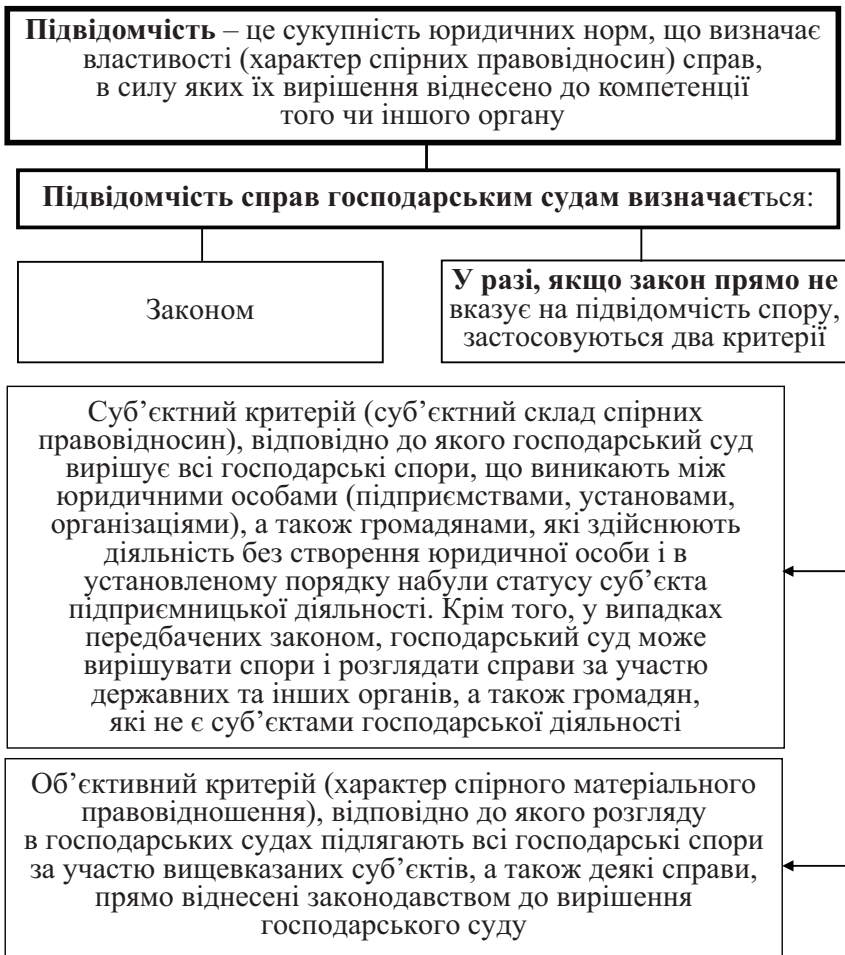 Підвідомчість – це сукупність юридичних норм, що визначає
властивості (характер спірних правовідносин) справ,
в силу яких їх вирішення віднесено до компетенції
того чи іншого органу
Підвідомчість справ господарським судам визначається:
Законом
У разі, якщо закон прямо не
вказує на підвідомчість спору,
застосовуються два критерії
Суб’єктний критерій (суб’єктний склад спірних
правовідносин), відповідно до якого господарський суд
вирішує всі господарські спори, що виникають між
юридичними особами (підприємствами, установами,
організаціями), а також громадянами, які здійснюють
діяльність без створення юридичної особи і в
установленому порядку набули статусу суб’єкта
підприємницької діяльності. Крім того, у випадках
передбачених законом, господарський суд може
вирішувати спори і розглядати справи за участю
державних та інших органів, а також громадян,
які не є суб’єктами господарської діяльності
Об’єктивний критерій (характер спірного матеріального
правовідношення), відповідно до якого розгляду
в господарських судах підлягають всі господарські спори
за участю вищевказаних суб’єктів, а також деякі справи,
прямо віднесені законодавством до вирішення
господарського суду